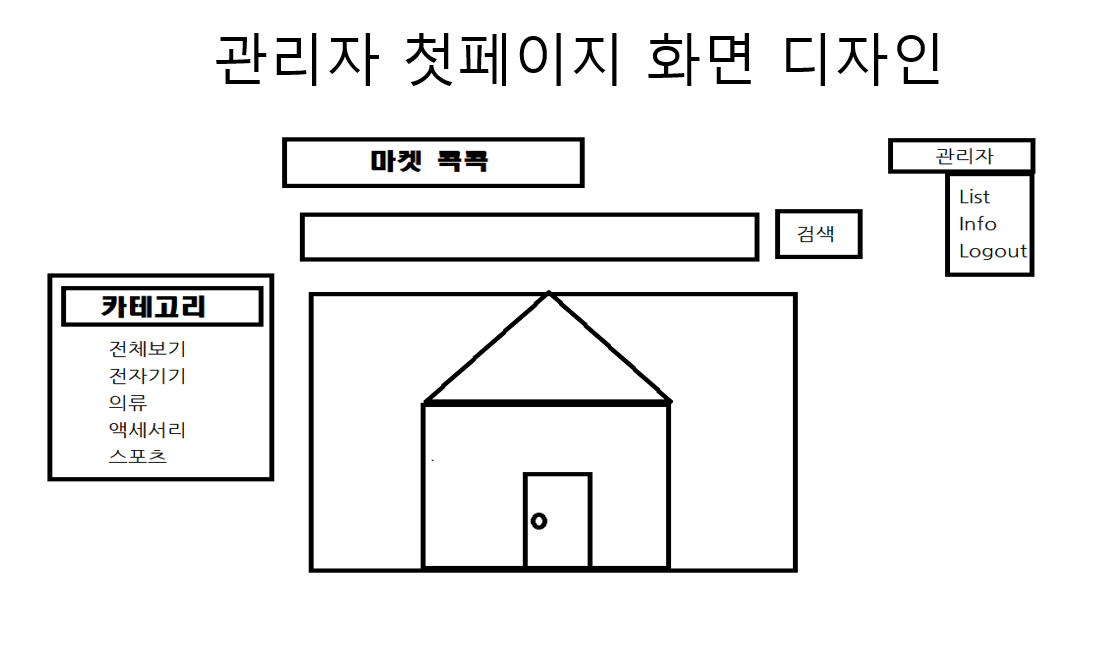 관리자 첫페이지 화면 디자인
마켓 콕콕
관리자
List
Info
Logout
검색
카테고리
전체보기
전자기기
의류
액세서리
스포츠